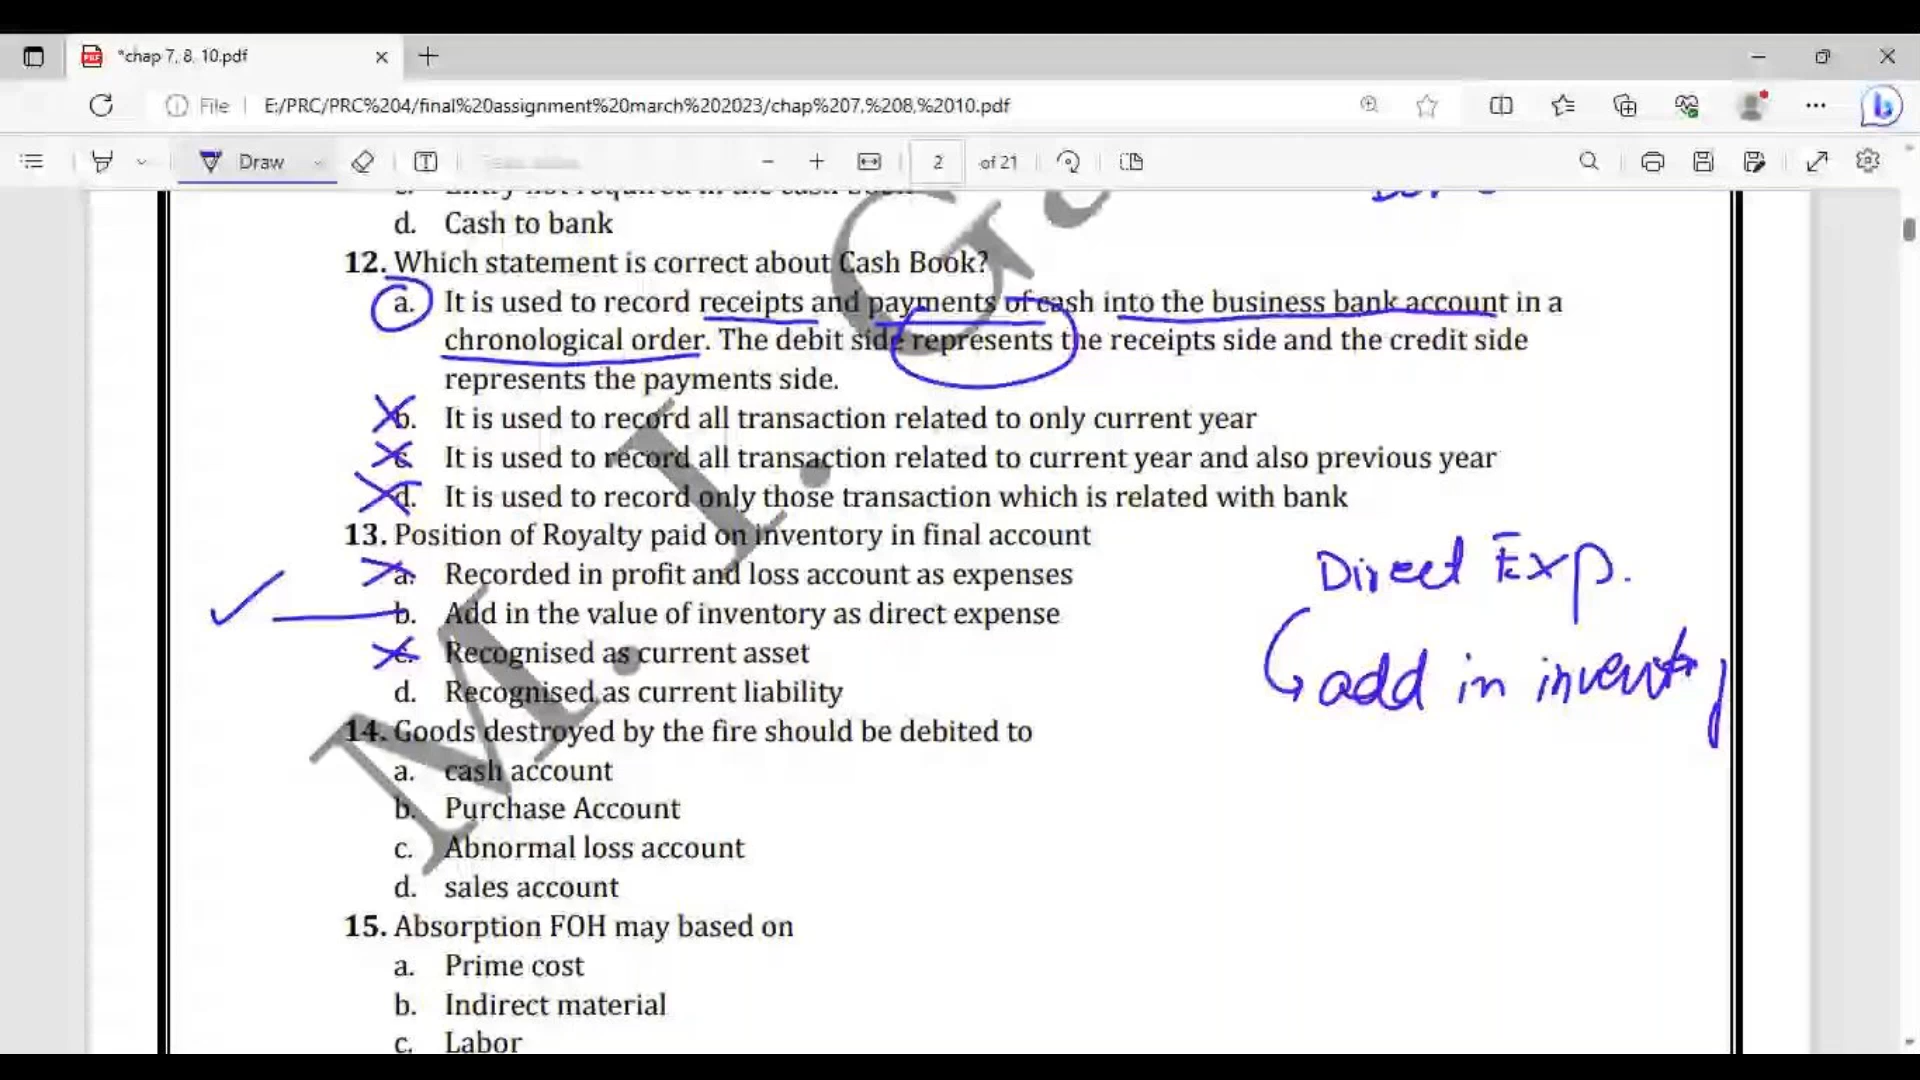 *chap 7, 8, 10.pdf
File
E:/PRC/PRC%204/final%20assignment%20march%202023/chap%207,%208,%2010.pdf
Draw
2 of 21
d. Cash to bank
12. Which statement is correct about Cash Book?
a. It is used to record receipts and payments of cash into the business bank account in a
chronological order. The debit side represents the receipts side and the credit side
represents the payments side.
b. It is used to record all transaction related to only current year
c. It is used to record all transaction related to current year and also previous year
d. It is used to record only those transaction which is related with bank
13. Position of Royalty paid on inventory in final account
a. Recorded in profit and loss account as expenses
b. Add in the value of inventory as direct expense
c. Recognised as current asset
d. Recognised as current liability
Direct Exp.
add in inventory
14. Goods destroyed by the fire should be debited to
a. cash account
b. Purchase Account
c. Abnormal loss account
d. sales account
15. Absorption FOH may based on
a. Prime cost
b. Indirect material
c. Labor
M. I. G